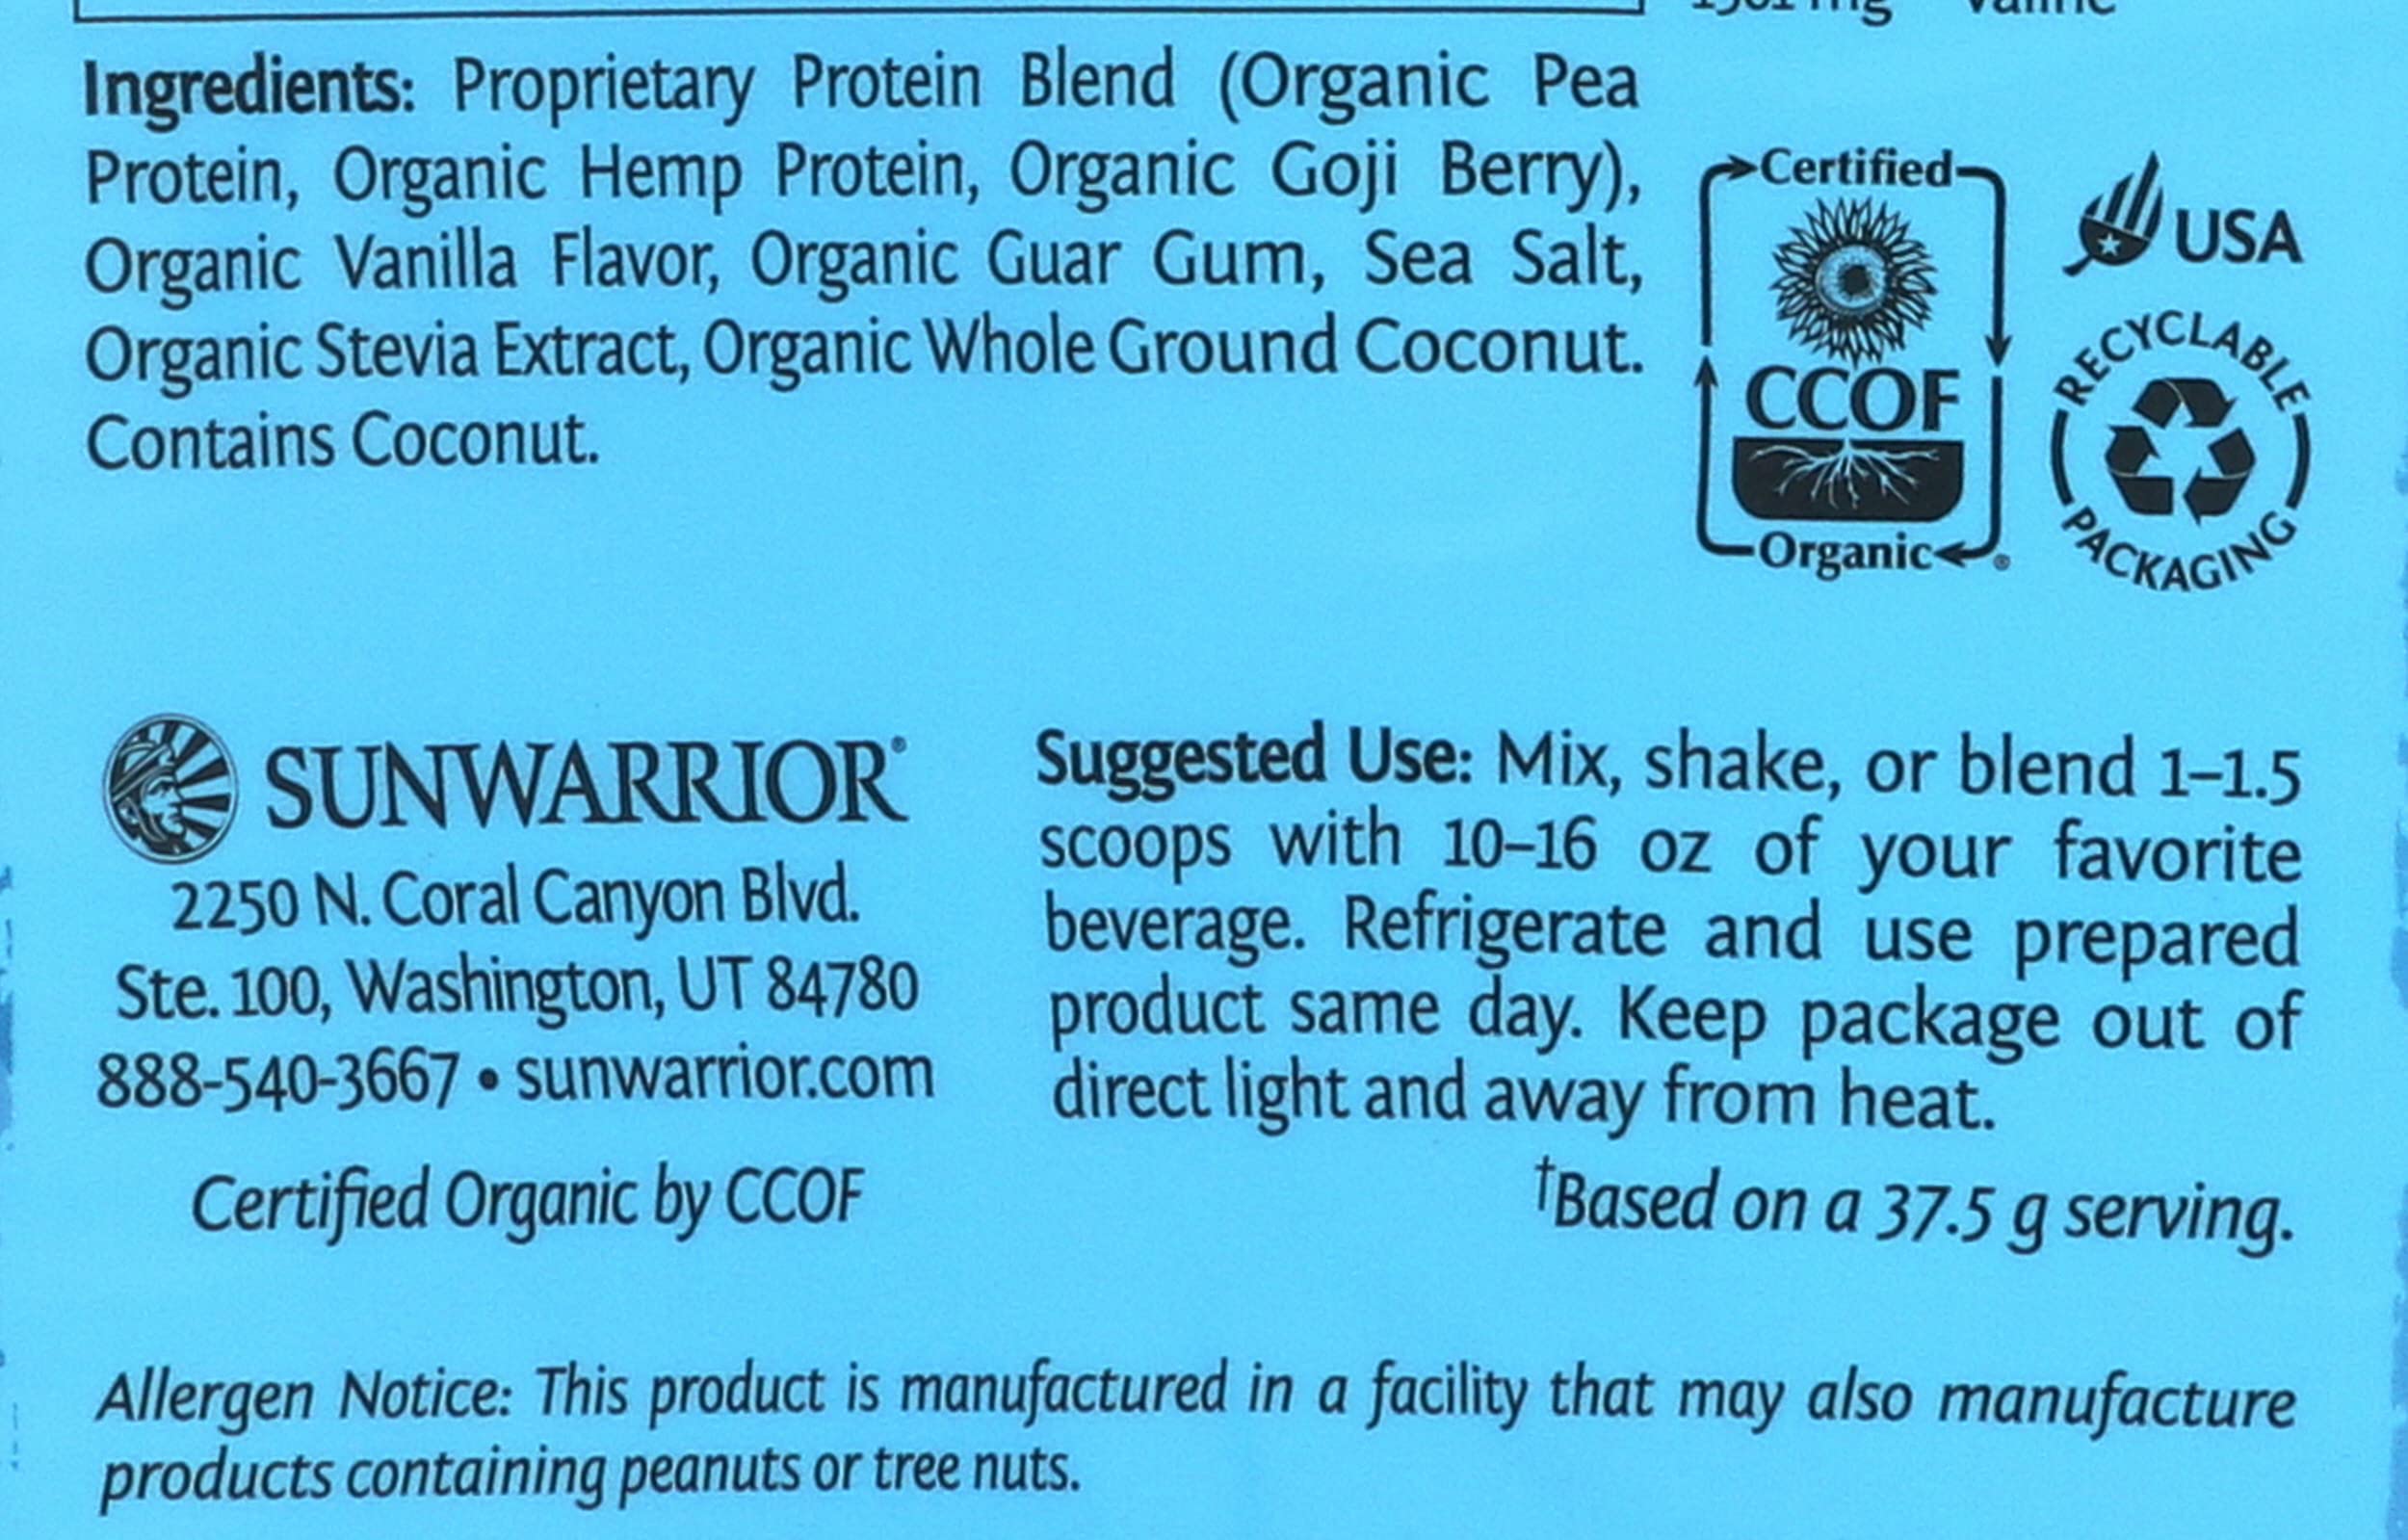 Ingredients: Proprietary Protein Blend (Organic Pea
Protein, Organic Hemp Protein, Organic Goji Berry),
Organic Vanilla Flavor, Organic Guar Gum, Sea Salt,
Organic Stevia Extract, Organic Whole Ground Coconut.
Contains Coconut.
Certified
CCOF
Organic®
USA
RECYCLABLE
PACKAGING
SUNWARRIOR®
2250 N. Coral Canyon Blvd.
Ste. 100, Washington, UT 84780
888-540-3667 • sunwarrior.com
Certified Organic by CCOF
Suggested Use: Mix, shake, or blend 1–1.5
scoops with 10–16 oz of your favorite
beverage. Refrigerate and use prepared
product same day. Keep package out of
direct light and away from heat.
†Based on a 37.5 g serving.
Allergen Notice: This product is manufactured in a facility that may also manufacture
products containing peanuts or tree nuts.